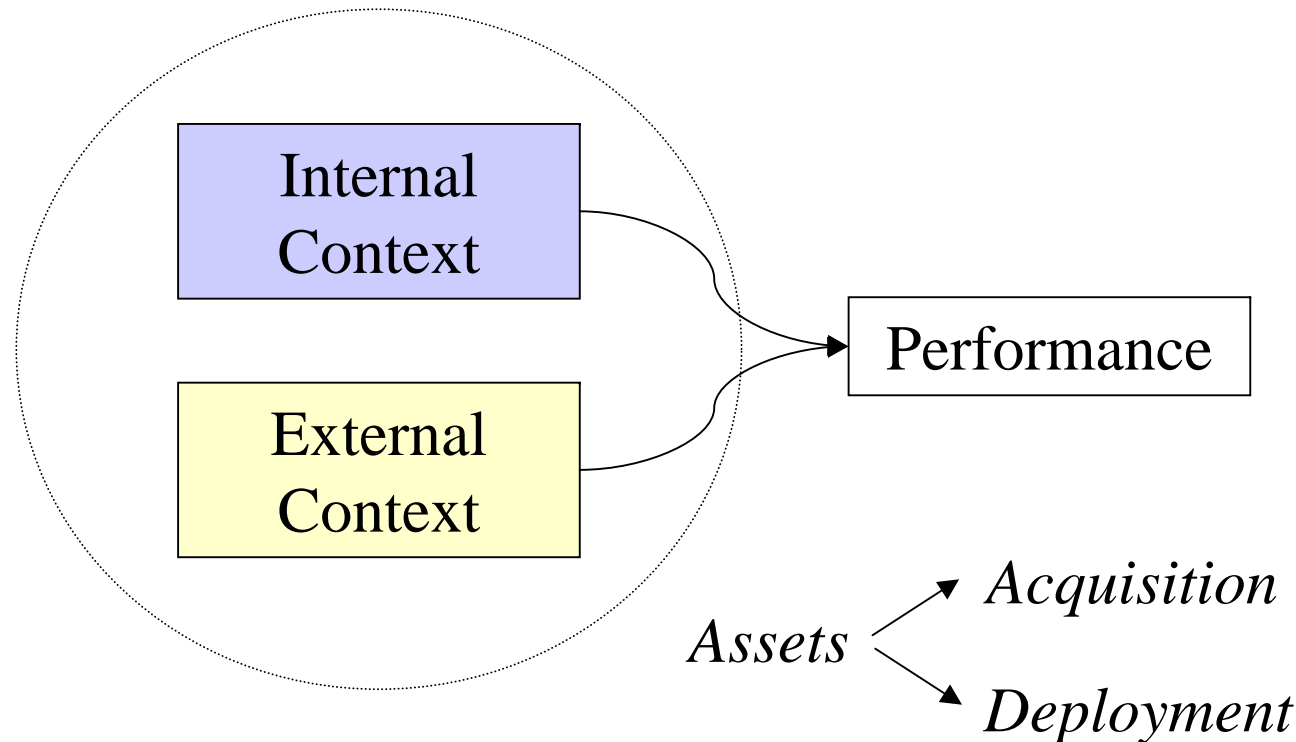 Internal
Context
Performance
External
Context
Acquisition
Assets
Deployment